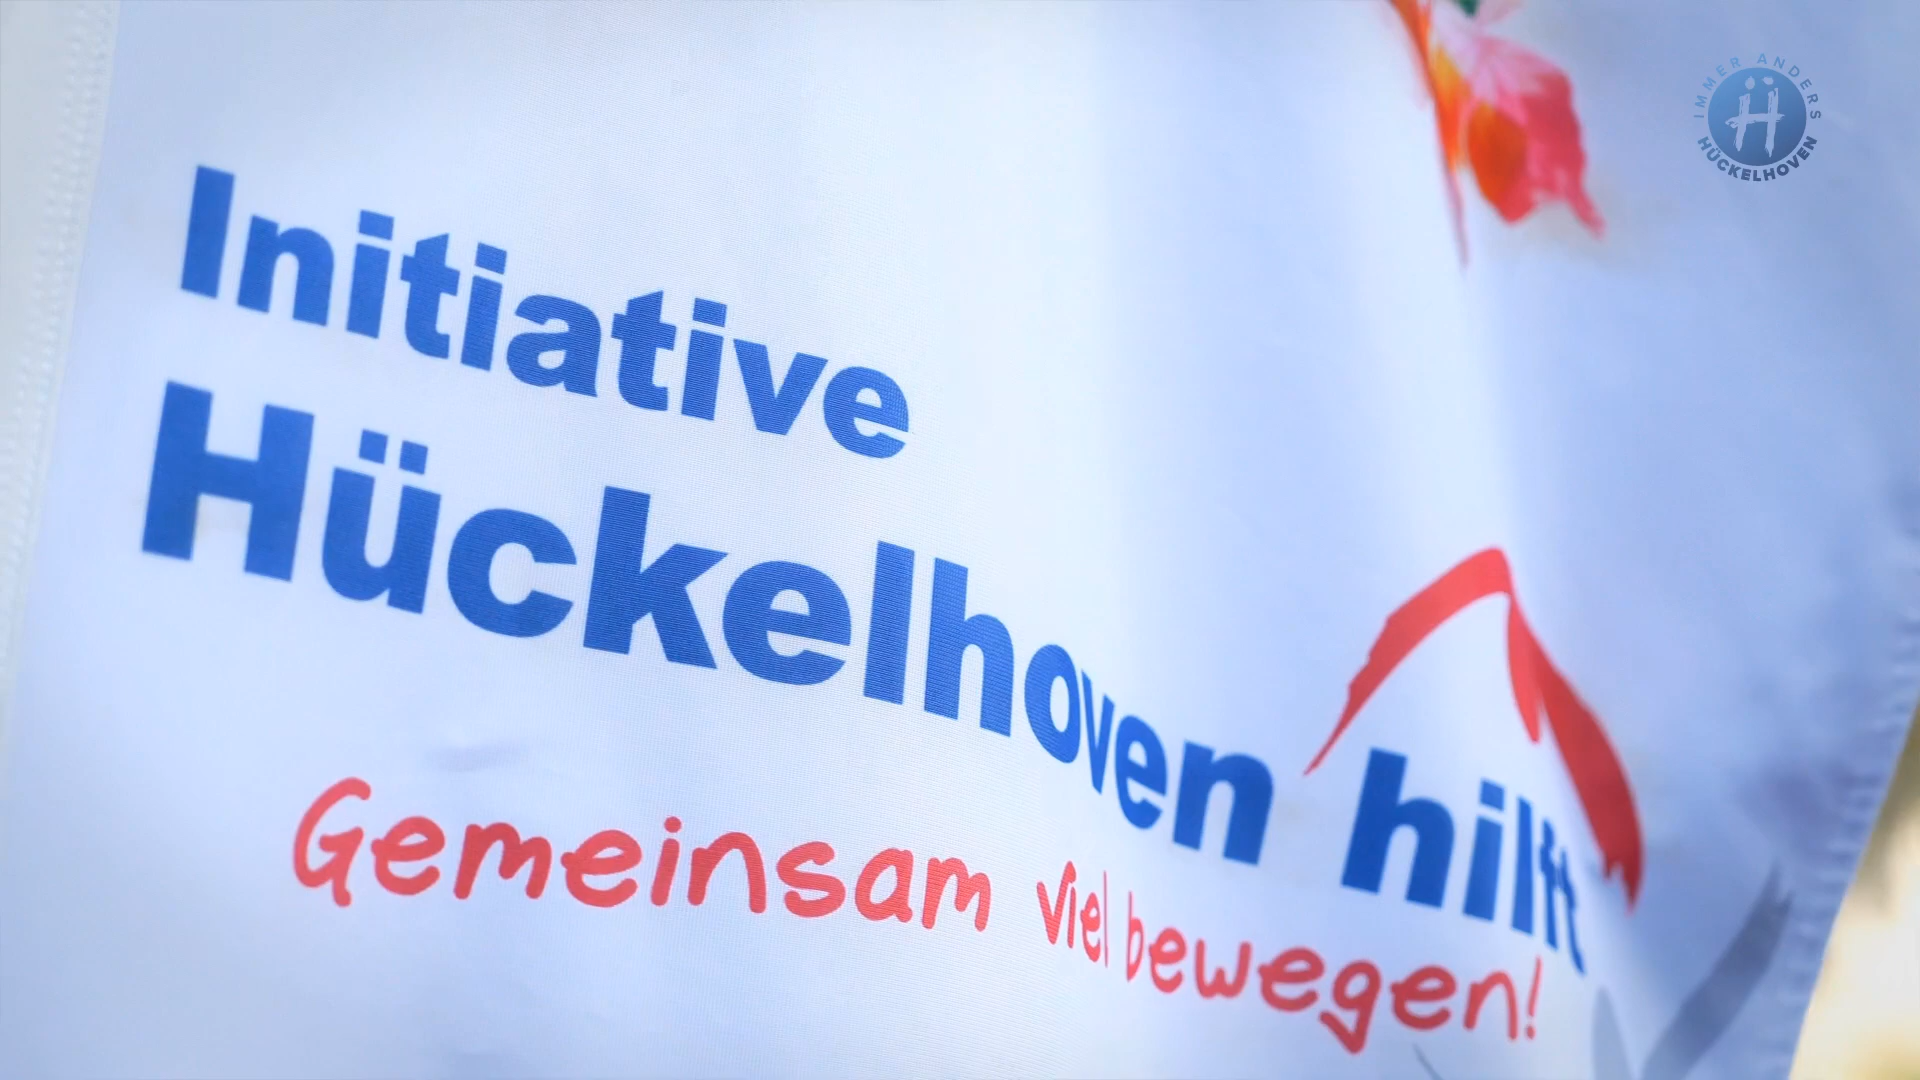 IMMER ANDERS
HÜCKELHOVEN
Initiative
Hückelhoven hilft
Gemeinsam viel bewegen!